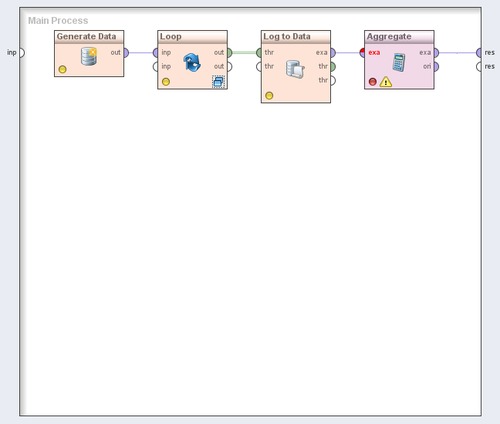 Main Process
Generate Data
Loop
Log to Data
Aggregate
inp
out
inp
out
thr
exa
exa
exa
res
inp
out
thr
thr
ori
res
thr